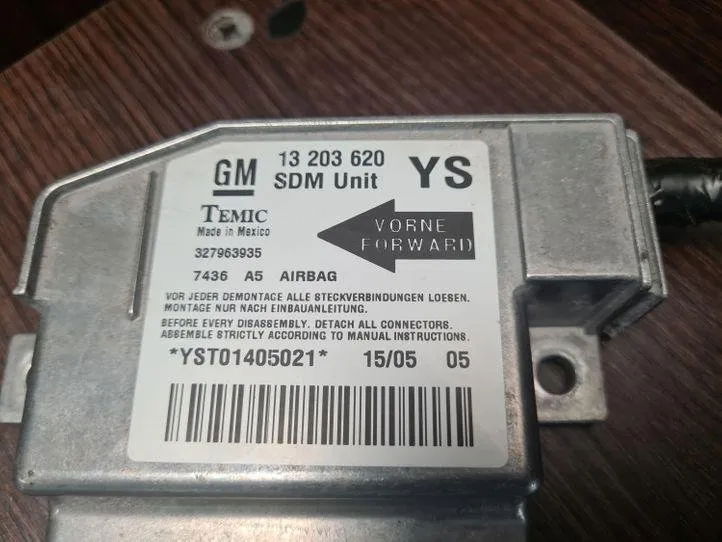 GM 13 203 620 YS
SDM Unit
TEMIC
Made in Mexico
VORNE
FORWARD
327963935
7436 A5 AIRBAG
VOR JEDER DEMONTAGE ALLE STECKVERBINDUNGEN LOESEN.
MONTAGE NUR NACH EINBAUANLEITUNG.
BEFORE EVERY DISASSEMBLY. DETACH ALL CONNECTORS.
ASSEMBLE STRICTLY ACCORDING TO MANUAL INSTRUCTIONS.
*YST01405021* 15/05 05